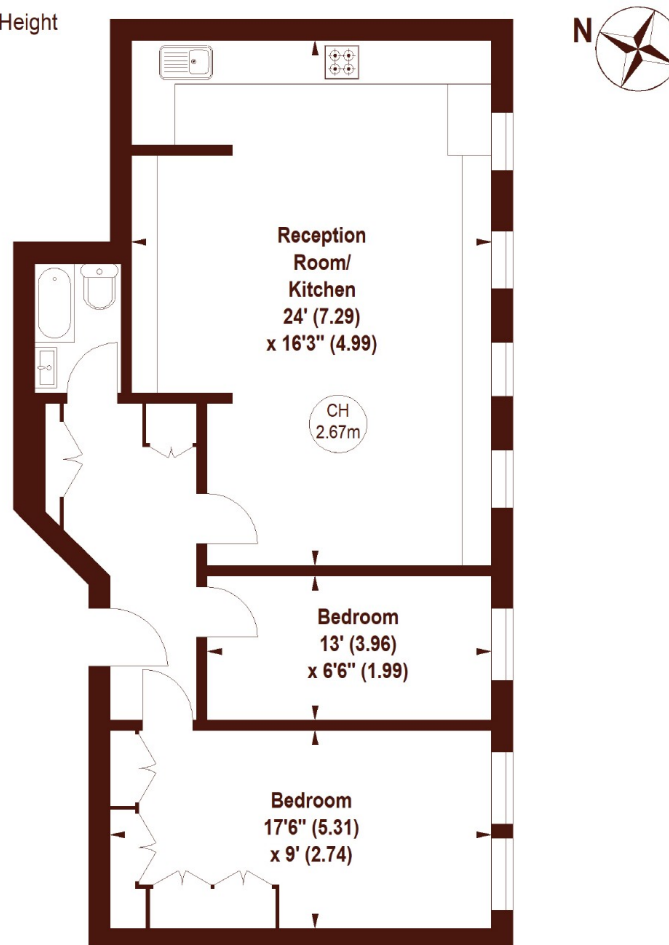 Height
N
Reception
Room/
Kitchen
24' (7.29)
x 16'3" (4.99)
CH
2.67m
Bedroom
13' (3.96)
x 6'6" (1.99)
Bedroom
17'6" (5.31)
x 9' (2.74)